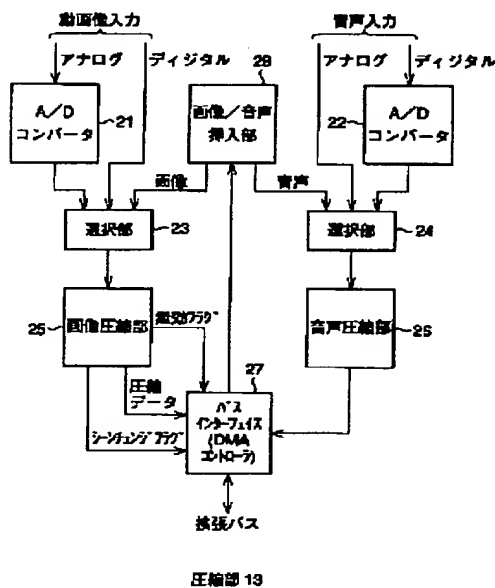 動画像入力
アナログ
ディジタル
音声入力
アナログ
ディジタル
A/D
コンバータ
21
28
画像/音声
挿入部
22
A/D
コンバータ
画像
音声
選択部
23
選択部
24
25
画像圧縮部
無効フラグ
音声圧縮部
26
圧縮
データ
シーンチェンジフラグ
27
バス
インターフェイス
(DMA
コントローラ)
拡張バス
圧縮部13